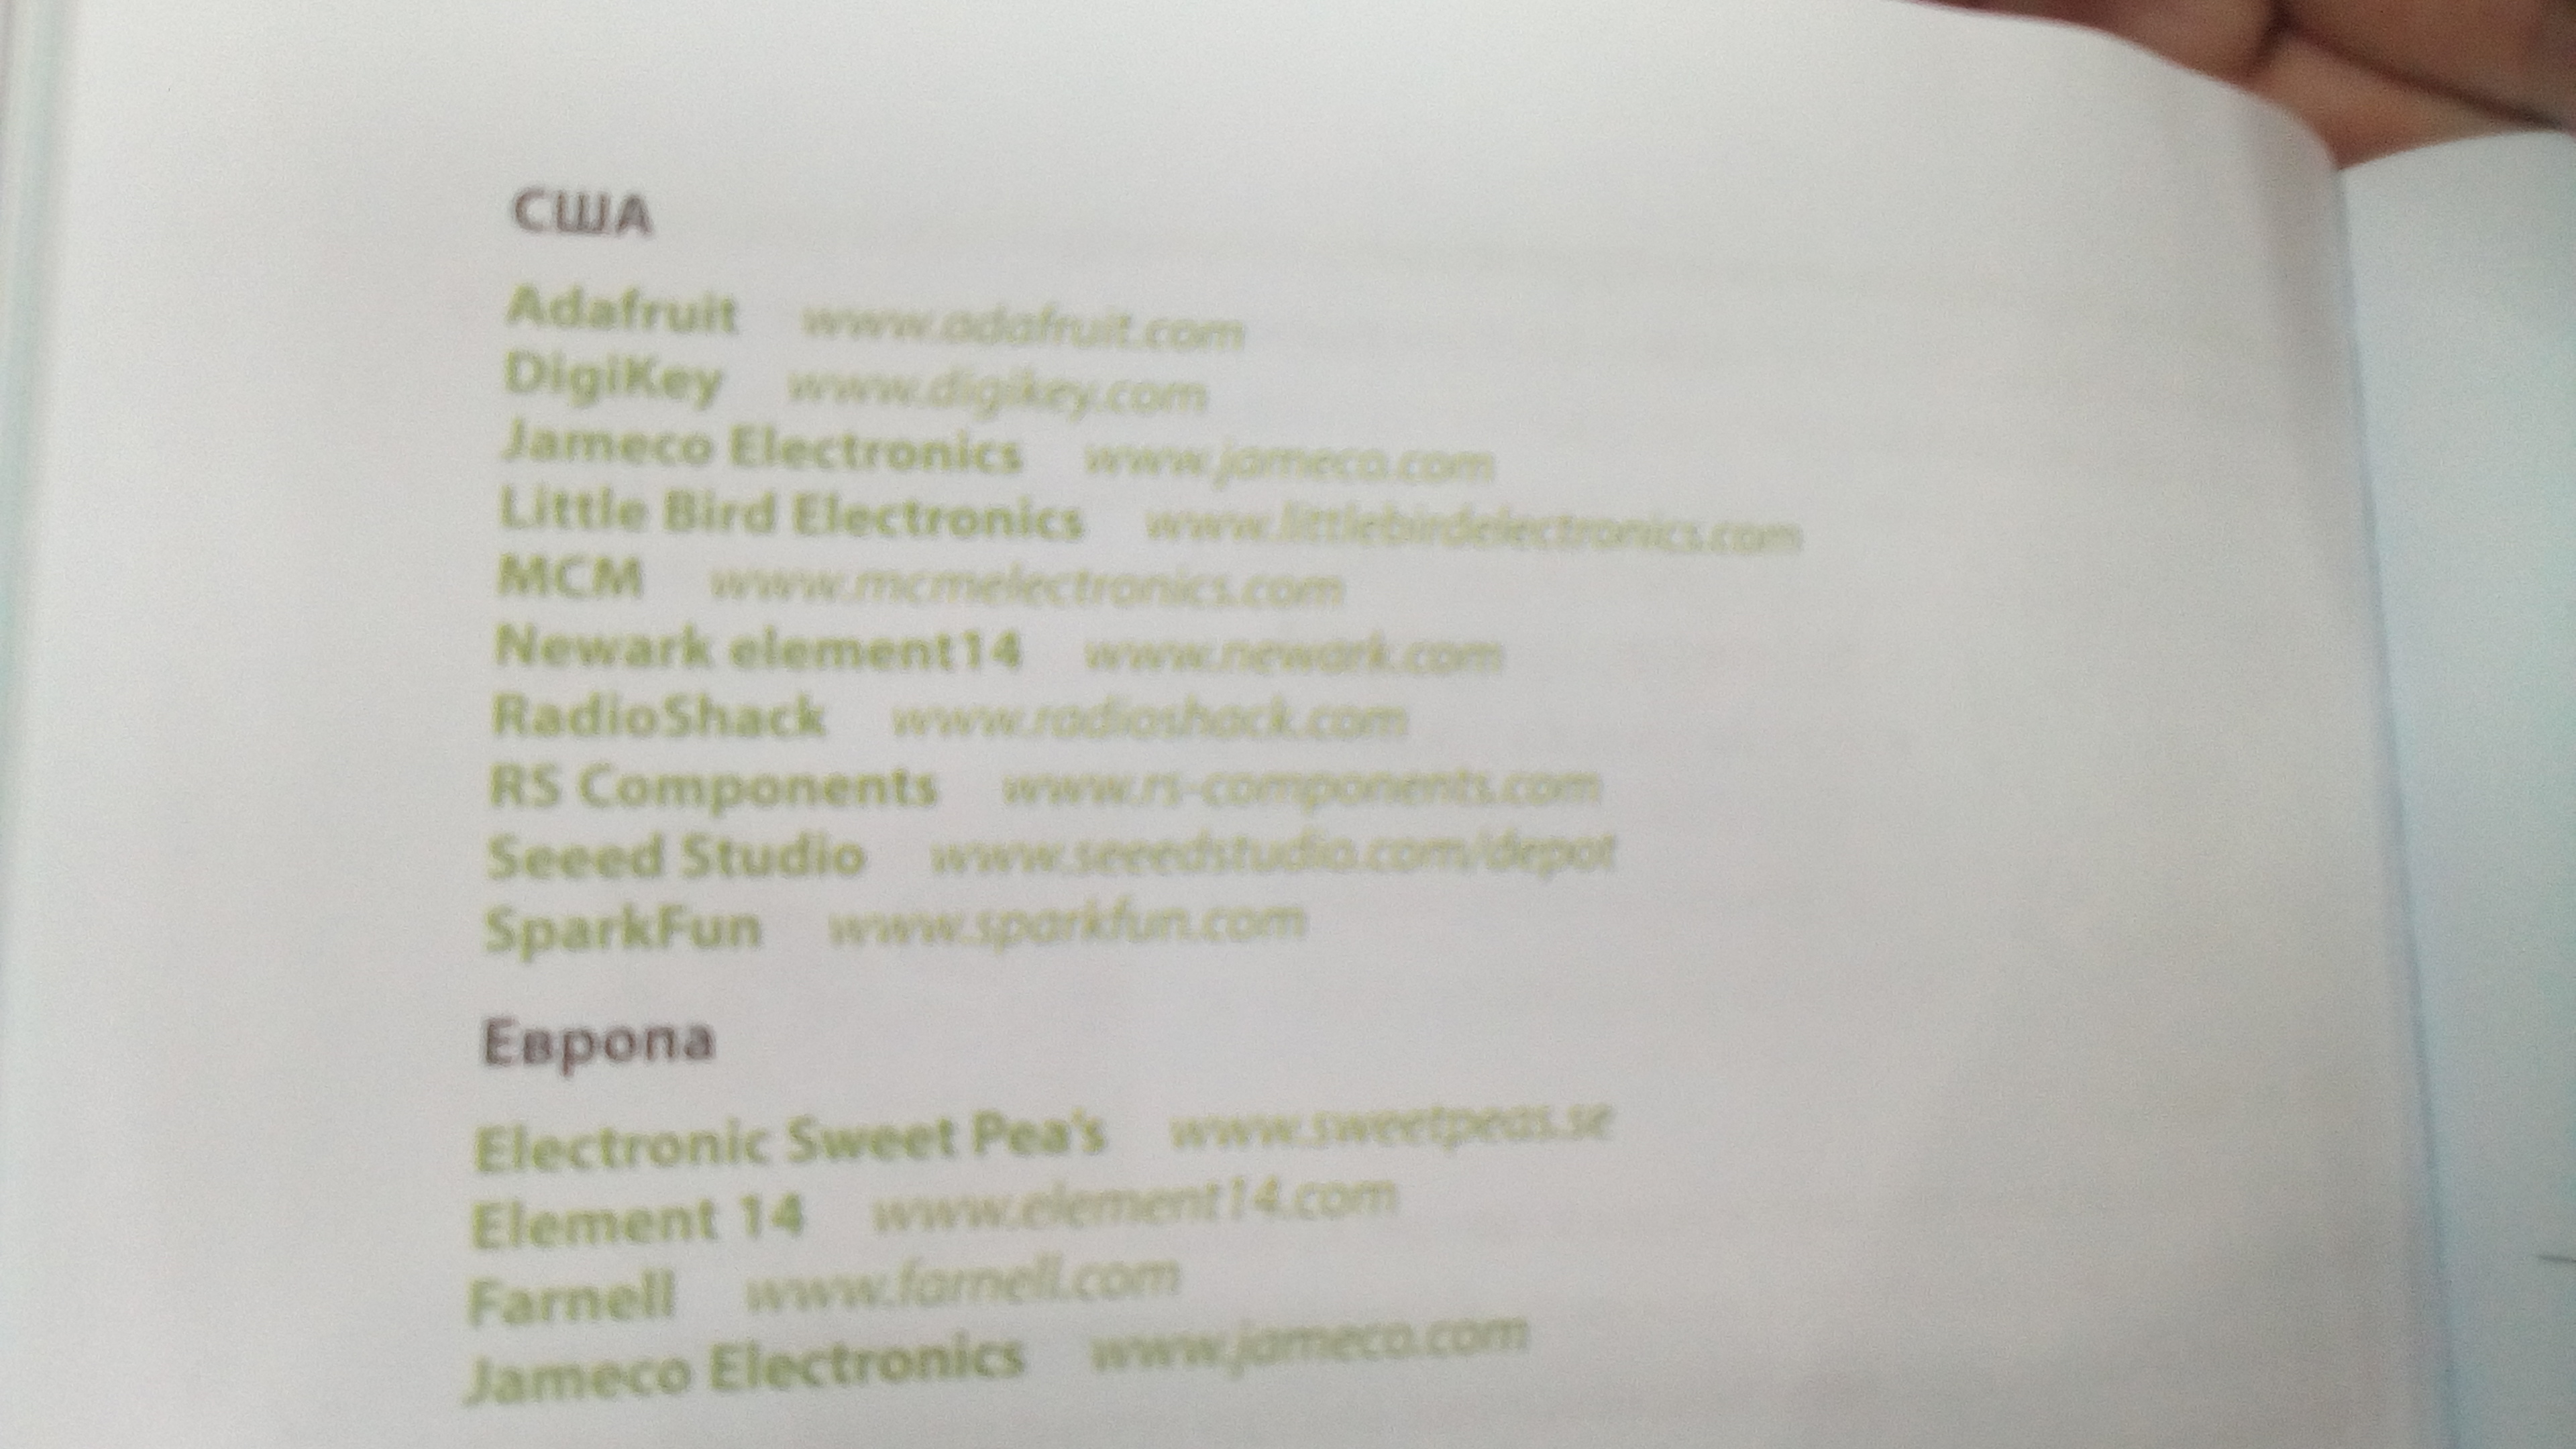 США
Adafruit www.adafruit.com
DigiKey www.digikey.com
Jameco Electronics www.jameco.com
Little Bird Electronics www.littlebirdelectronics.com
MCM www.mcmelectronics.com
Newark element14 www.newark.com
RadioShack www.radioshack.com
RS Components www.rs-components.com
Seeed Studio www.seeedstudio.com/depot
SparkFun www.sparkfun.com
Европа
Electronic Sweet Pea's www.sweetpeas.se
Element 14 www.element14.com
Farnell www.farnell.com
Jameco Electronics www.jameco.com